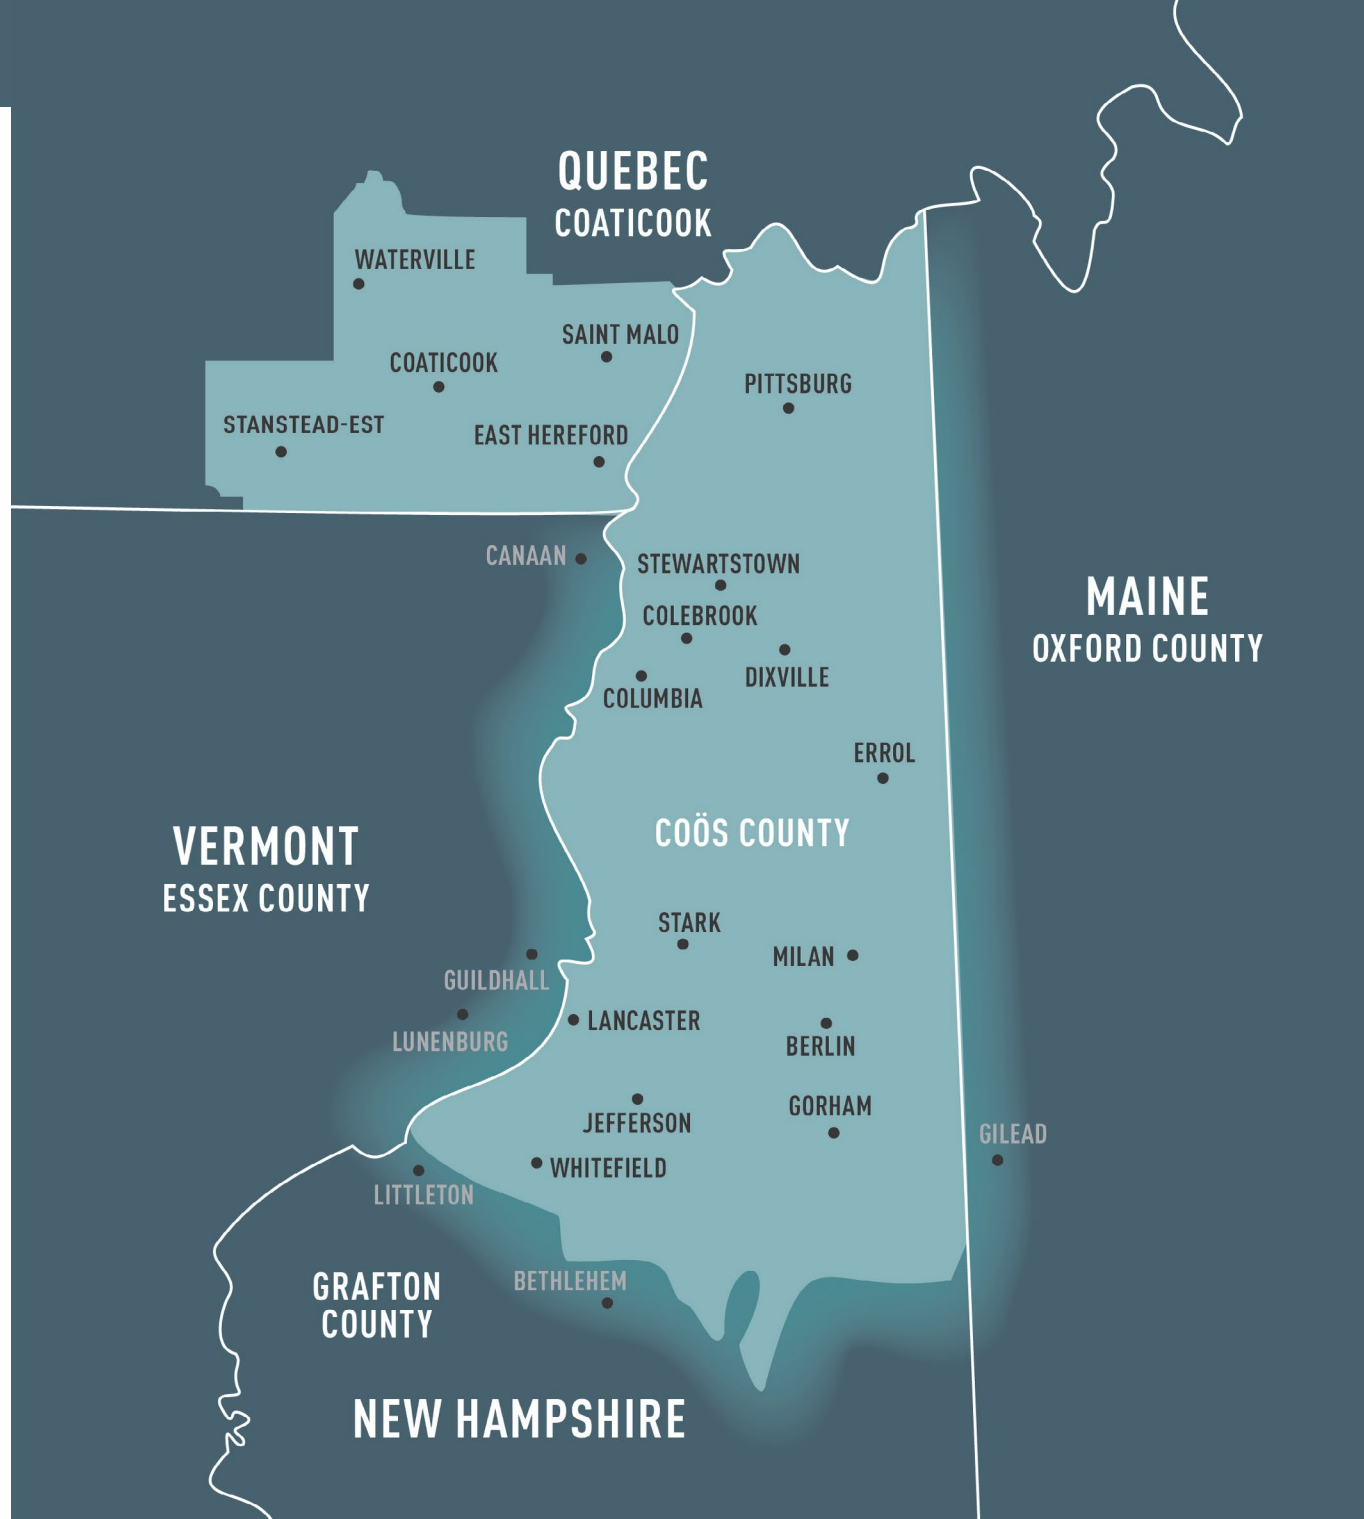 QUEBEC
COATICOOK
WATERVILLE
SAINT MALO
COATICOOK
PITTSBURG
STANSTEAD-EST
EAST HEREFORD
CANAAN
STEWARTSTOWN
COLEBROOK
MAINE
OXFORD COUNTY
DIXVILLE
COLUMBIA
ERROL
COÖS COUNTY
VERMONT
ESSEX COUNTY
STARK
MILAN
GUILDHALL
LANCASTER
LUNENBURG
BERLIN
GORHAM
JEFFERSON
GILEAD
WHITEFIELD
LITTLETON
BETHLEHEM
GRAFTON
COUNTY
NEW HAMPSHIRE